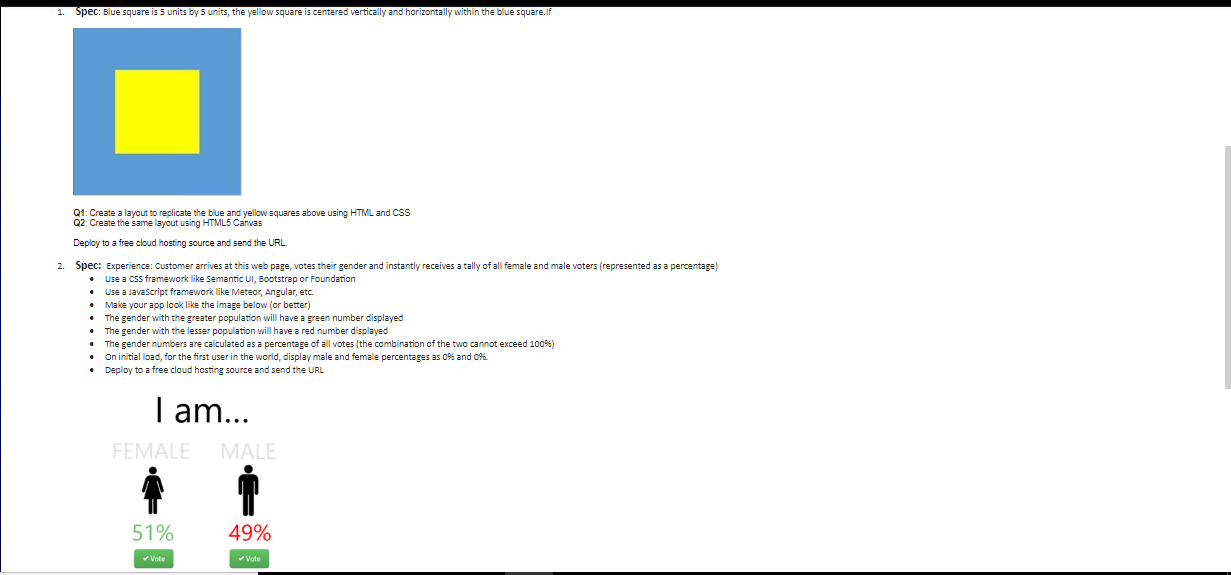 1. Spec: Blue square is 5 units by 5 units, the yellow square is centered vertically and horizontally within the blue square.If
Q1: Create a layout to replicate the blue and yellow squares above using HTML and CSS
Q2: Create the same layout using HTML5 Canvas
Deploy to a free cloud hosting source and send the URL.
2. Spec: Experience: Customer arrives at this web page, votes their gender and instantly receives a tally of all female and male voters (represented as a percentage)
• Use a CSS framework like Semantic UI, Bootstrap or Foundation
• Use a JavaScript framework like Meteor, Angular, etc.
• Make your app look like the image below (or better)
• The gender with the greater population will have a green number displayed
• The gender with the lesser population will have a red number displayed
• The gender numbers are calculated as a percentage of all votes (the combination of the two cannot exceed 100%)
• On initial load, for the first user in the world, display male and female percentages as 0% and 0%.
• Deploy to a free cloud hosting source and send the URL
I am...
FEMALE MALE
51% 49%
✔ Vote ✔ Vote